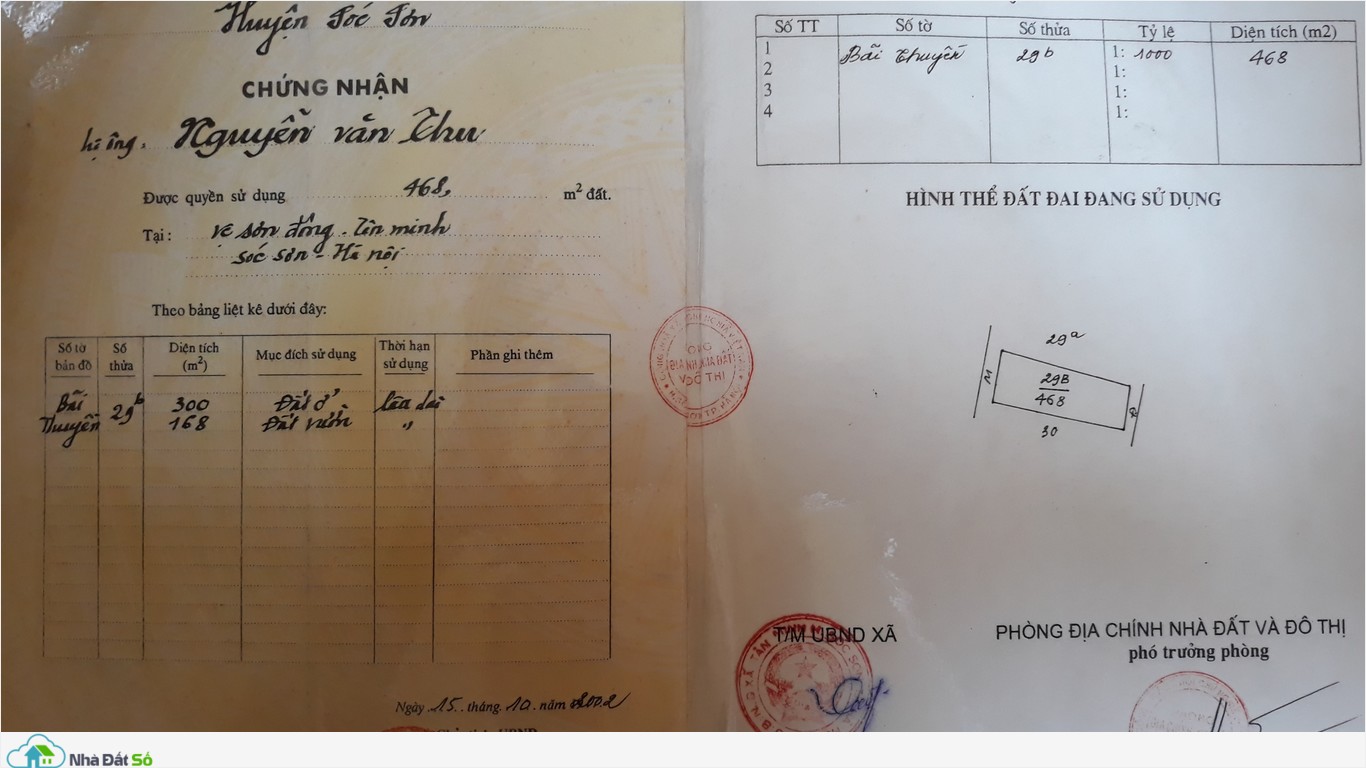 Huyện Sóc Sơn
CHỨNG NHẬN
hộ ông: Nguyễn văn Thu
Được quyền sử dụng 468, m2 đất.
Tại: vệ sơn đông - tân minh
sóc sơn - Hà nội
Theo bảng liệt kê dưới đây:
Số tờ bản đồ Số thửa Diện tích (m2) Mục đích sử dụng Thời hạn sử dụng Phần ghi thêm
Bãi 29b 300 Đất ở lâu dài
Thuyền 168 Đất vườn "
Ngày 15 tháng 10 năm 2002
Số TT Số tờ Số thửa Tỷ lệ Diện tích (m2)
1 Bãi thuyền 29b 1: 1000 468
2 1:
3 1:
4 1:
HÌNH THỂ ĐẤT ĐAI ĐANG SỬ DỤNG
29a
M
29B
468
30
T/M UBND XÃ
PHÒNG ĐỊA CHÍNH NHÀ ĐẤT VÀ ĐÔ THỊ
phó trưởng phòng
Nhà Đất Số